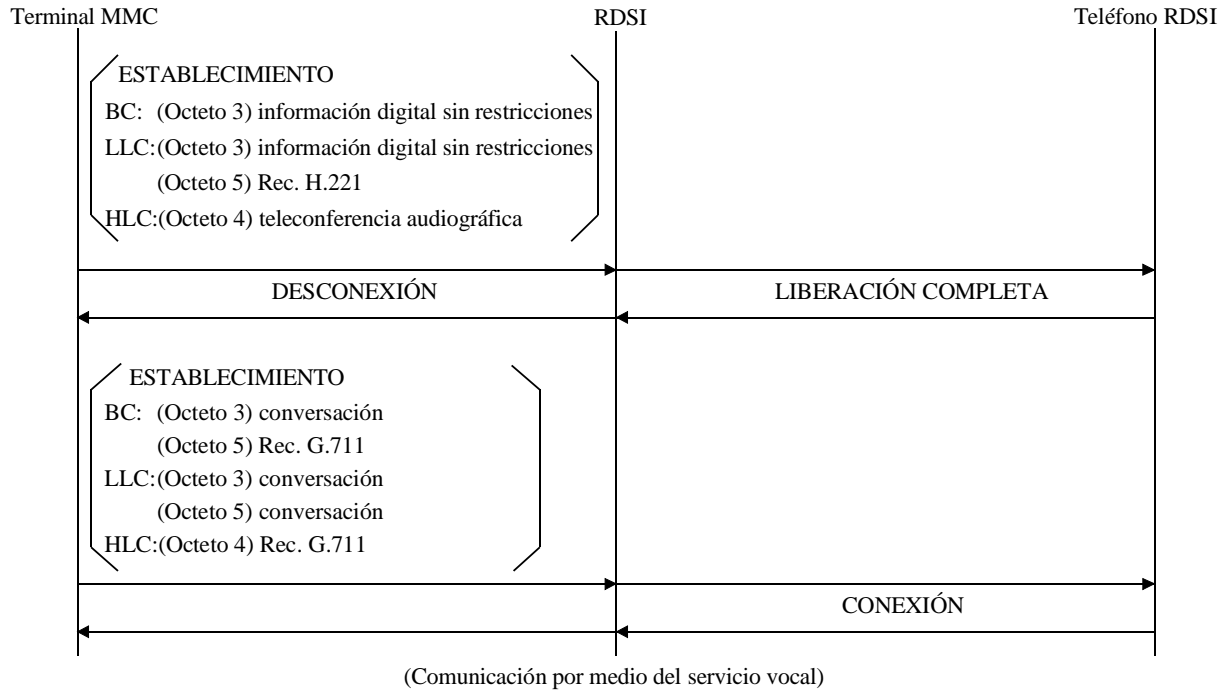 Terminal MMC
RDSI
Teléfono RDSI
ESTABLECIMIENTO
BC: (Octeto 3) información digital sin restricciones
LLC:(Octeto 3) información digital sin restricciones
(Octeto 5) Rec. H.221
HLC:(Octeto 4) teleconferencia audiográfica
DESCONEXIÓN
LIBERACIÓN COMPLETA
ESTABLECIMIENTO
BC: (Octeto 3) conversación
(Octeto 5) Rec. G.711
LLC:(Octeto 3) conversación
(Octeto 5) conversación
HLC:(Octeto 4) Rec. G.711
CONEXIÓN
(Comunicación por medio del servicio vocal)